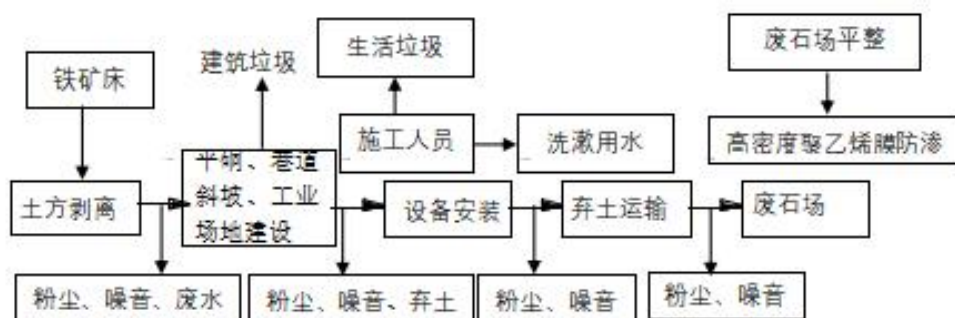 生活垃圾
废石场平整
建筑垃圾
铁矿床
施工人员
洗漱用水
高密度聚乙烯膜防渗
平硐、巷道
斜坡、工业
场地建设
土方剥离
设备安装
弃土运输
废石场
粉尘、噪音、废水
粉尘、噪音、弃土
粉尘、噪音
粉尘、噪音